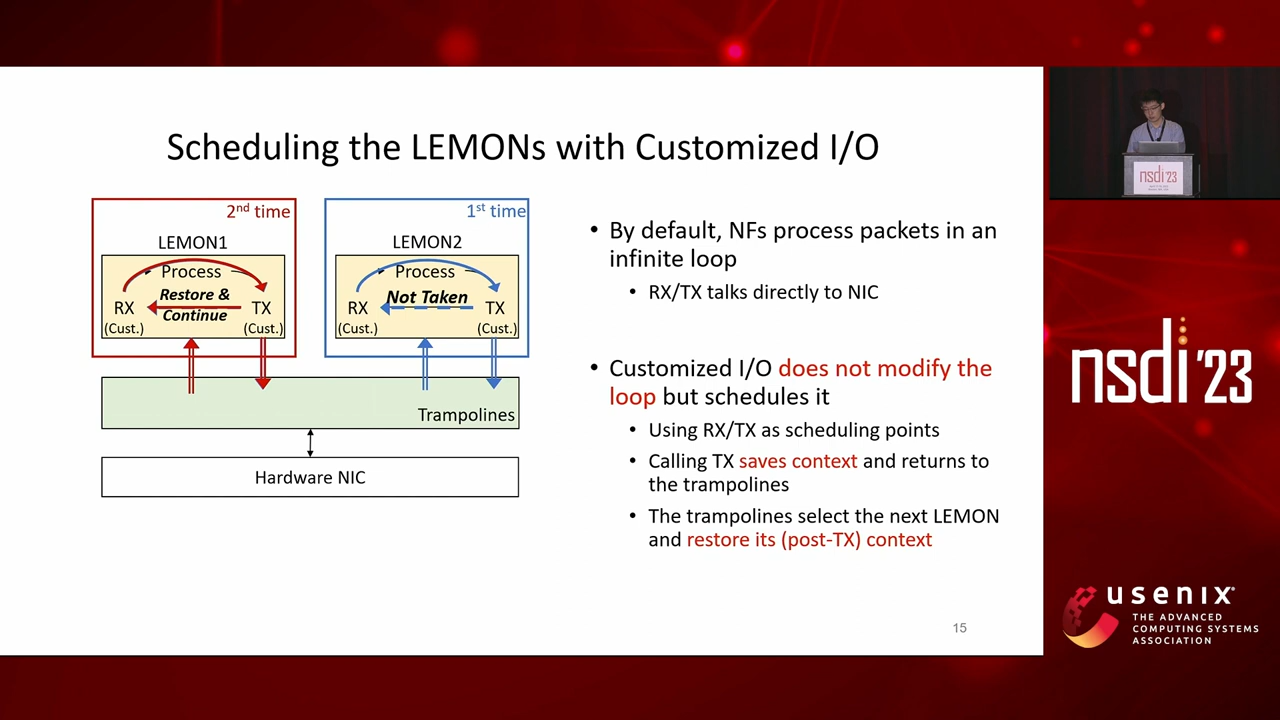 Scheduling the LEMONs with Customized I/O
2nd time
LEMON1
Process
RX
Restore &
Continue
TX
(Cust.)
(Cust.)
1st time
LEMON2
Process
RX
Not Taken
TX
(Cust.)
(Cust.)
Trampolines
Hardware NIC
• By default, NFs process packets in an
infinite loop
• RX/TX talks directly to NIC
• Customized I/O does not modify the
loop but schedules it
• Using RX/TX as scheduling points
• Calling TX saves context and returns to
the trampolines
• The trampolines select the next LEMON
and restore its (post-TX) context
15
nsdi'23
nsdi '23
usenix
THE ADVANCED
COMPUTING SYSTEMS
ASSOCIATION